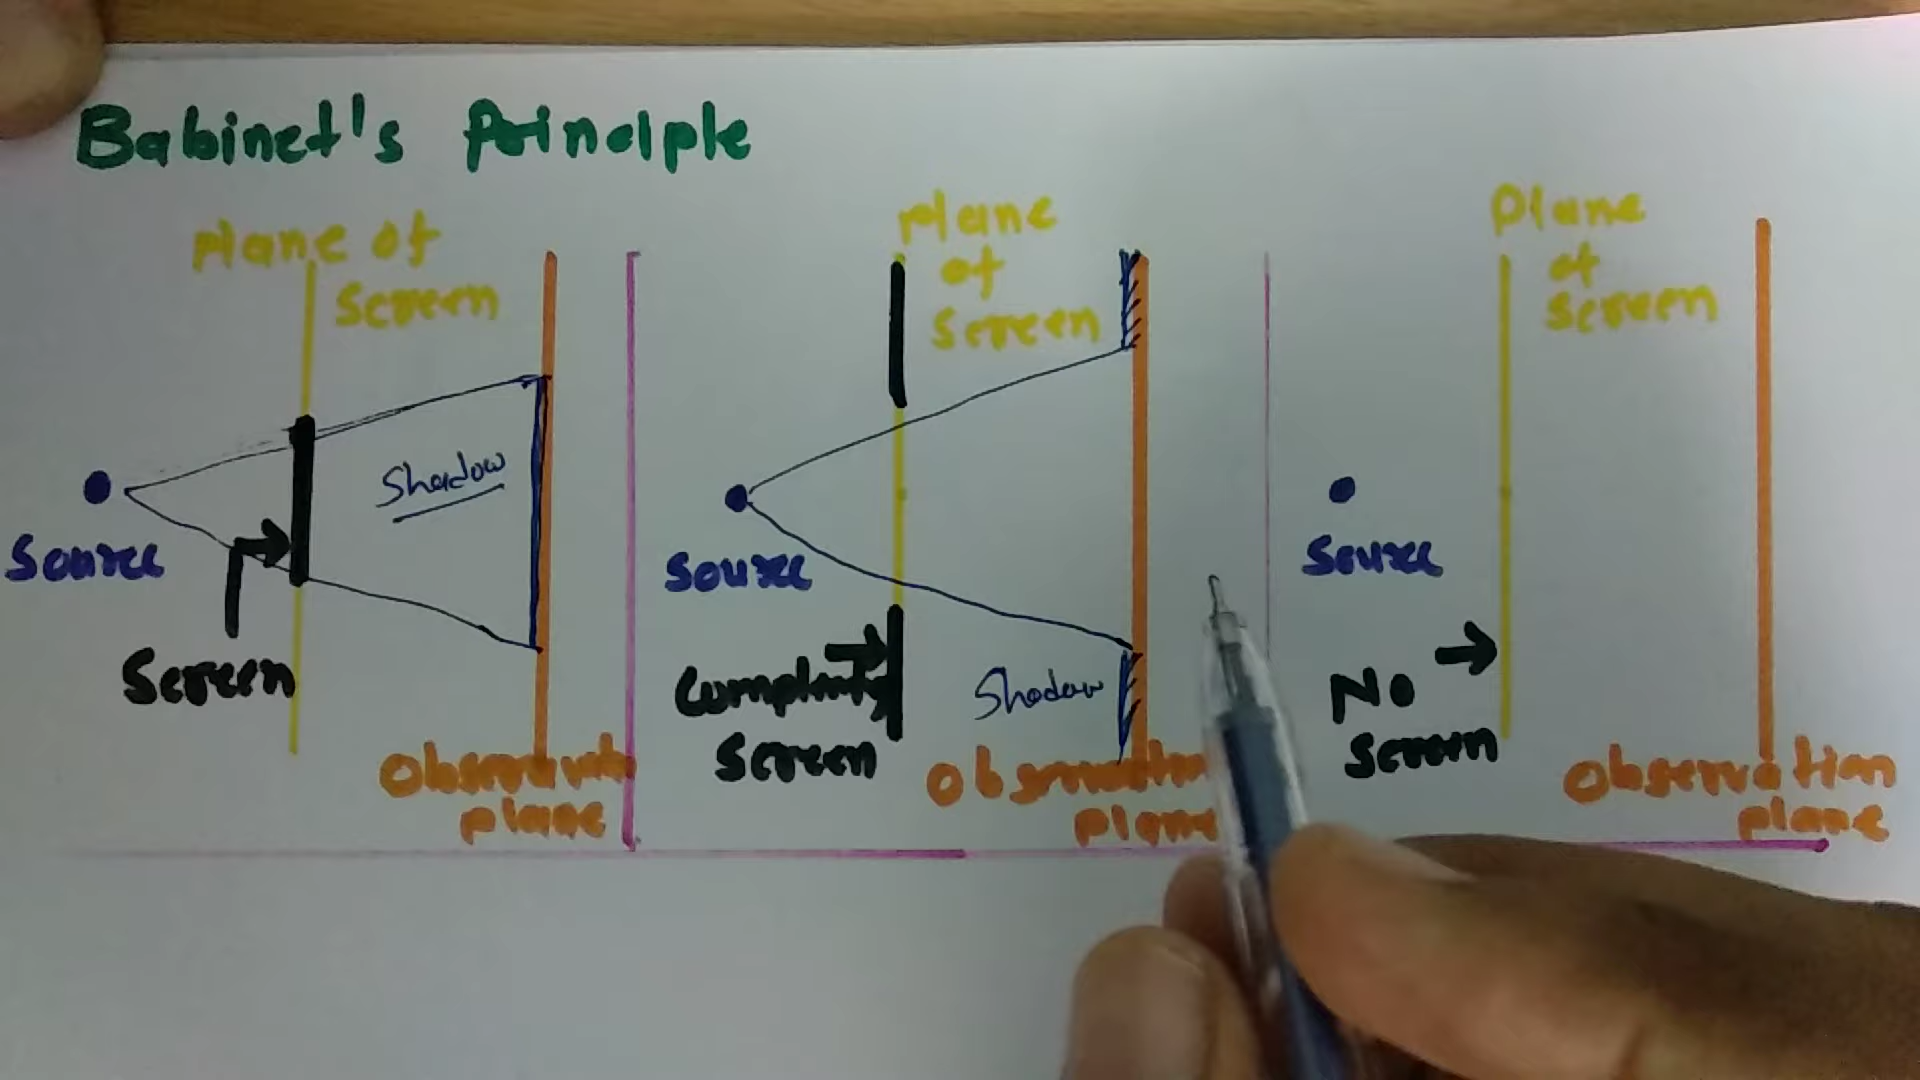 Babinet's Principle
Plane of
screen
Shadow
Source
Screen
Observation
plane
plane
of
screen
Source
Shadow
screen
Observation
plane
Plane
of
screen
Source
No
screen
Observation
plane